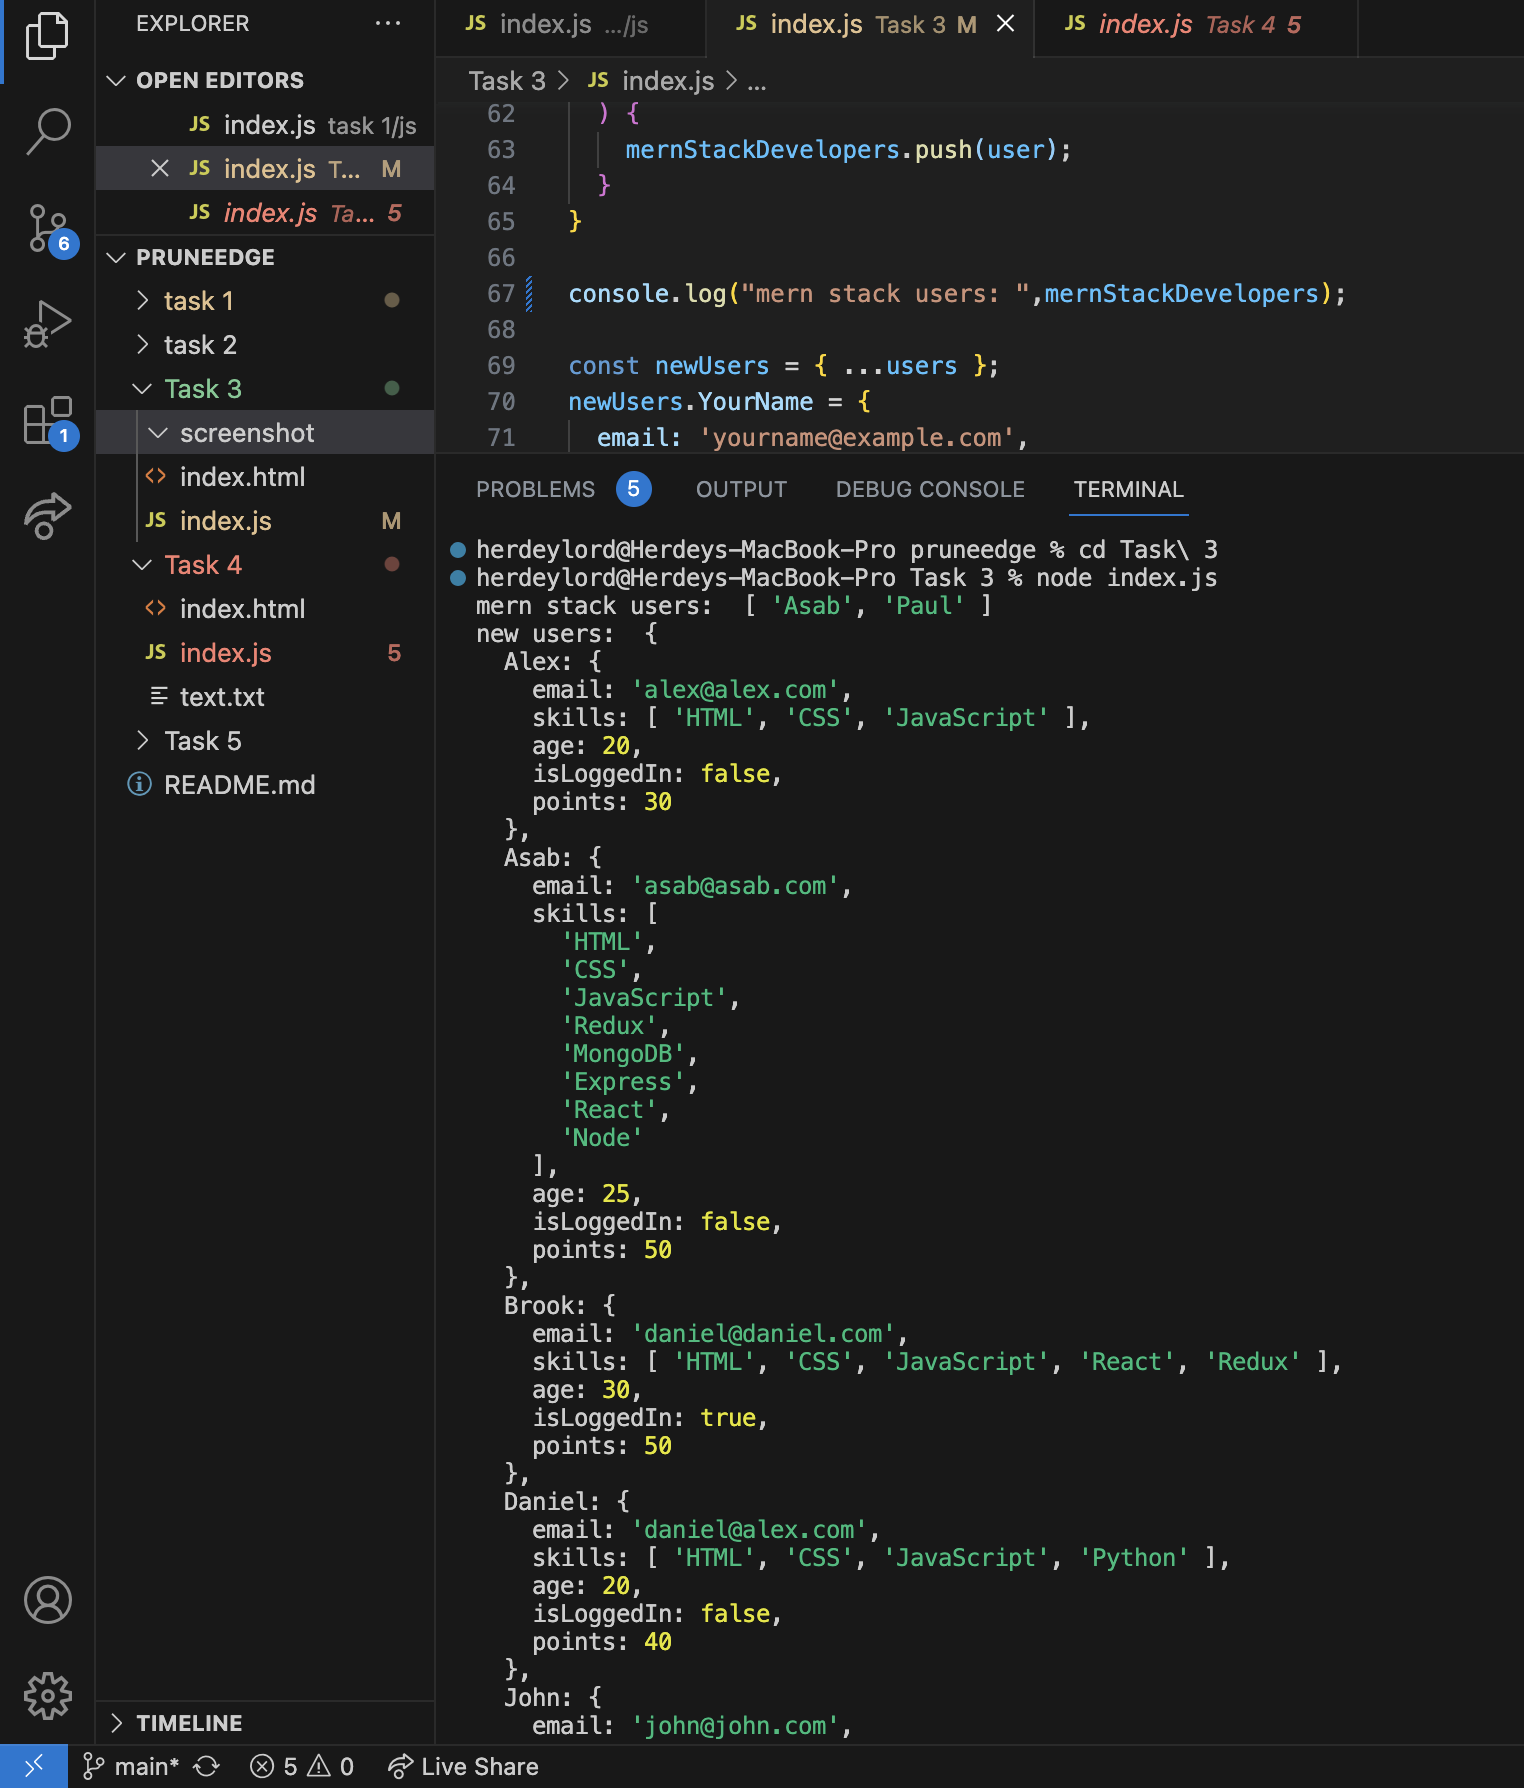 EXPLORER ...
OPEN EDITORS
JS index.js task 1/js
JS index.js T... M
JS index.js Ta... 5
PRUNEEDGE
task 1
task 2
Task 3
screenshot
<> index.html
JS index.js M
Task 4
<> index.html
JS index.js 5
text.txt
Task 5
README.md
TIMELINE
6
1
JS index.js .../js
JS index.js Task 3 M
JS index.js Task 4 5
Task 3 > JS index.js > ...
62 ) {
63 mernStackDevelopers.push(user);
64 }
65 }
66
67 console.log("mern stack users: ",mernStackDevelopers);
68
69 const newUsers = { ...users };
70 newUsers.YourName = {
71 email: 'yourname@example.com',
PROBLEMS 5 OUTPUT DEBUG CONSOLE TERMINAL
herdeylord@Herdeys-MacBook-Pro pruneedge % cd Task\ 3
herdeylord@Herdeys-MacBook-Pro Task 3 % node index.js
mern stack users:  [ 'Asab', 'Paul' ]
new users:  {
Alex: {
email: 'alex@alex.com',
skills: [ 'HTML', 'CSS', 'JavaScript' ],
age: 20,
isLoggedIn: false,
points: 30
},
Asab: {
email: 'asab@asab.com',
skills: [
'HTML',
'CSS',
'JavaScript',
'Redux',
'MongoDB',
'Express',
'React',
'Node'
],
age: 25,
isLoggedIn: false,
points: 50
},
Brook: {
email: 'daniel@daniel.com',
skills: [ 'HTML', 'CSS', 'JavaScript', 'React', 'Redux' ],
age: 30,
isLoggedIn: true,
points: 50
},
Daniel: {
email: 'daniel@alex.com',
skills: [ 'HTML', 'CSS', 'JavaScript', 'Python' ],
age: 20,
isLoggedIn: false,
points: 40
},
John: {
email: 'john@john.com',
main* 5 0 Live Share